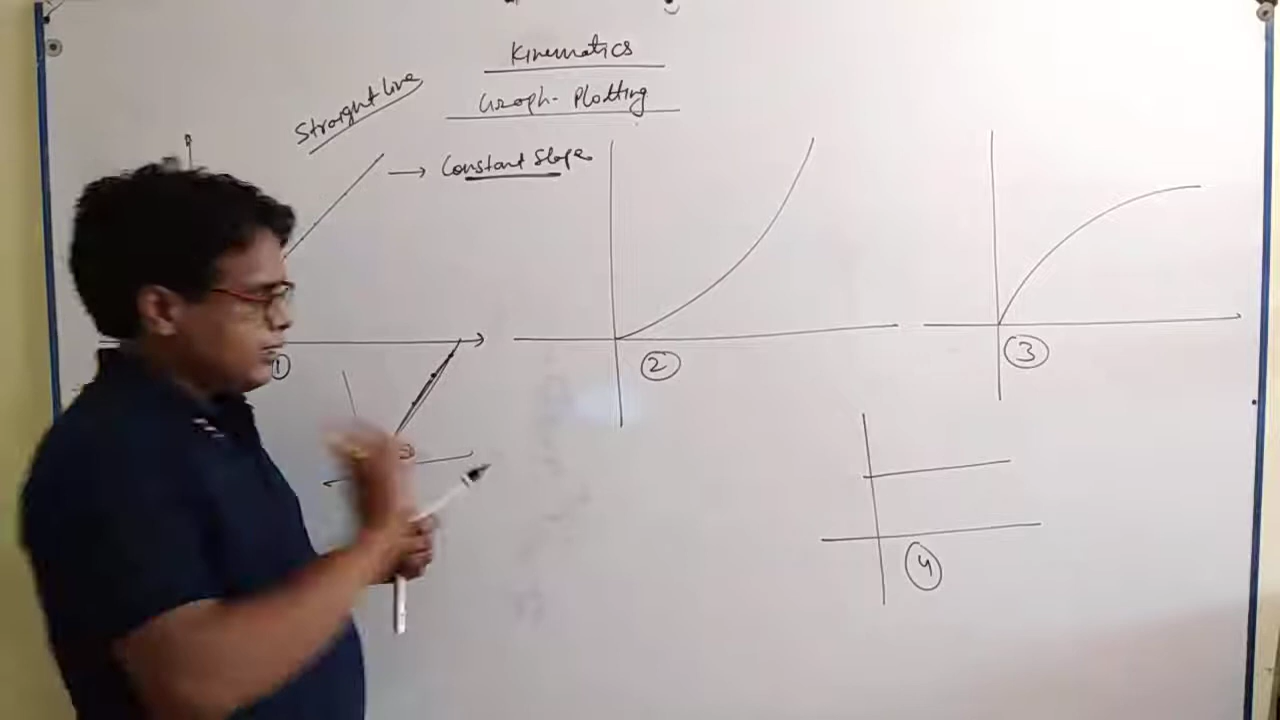 Kinematics
Graph-Plotting
Straight line
→ Constant Slope
①
②
③
④